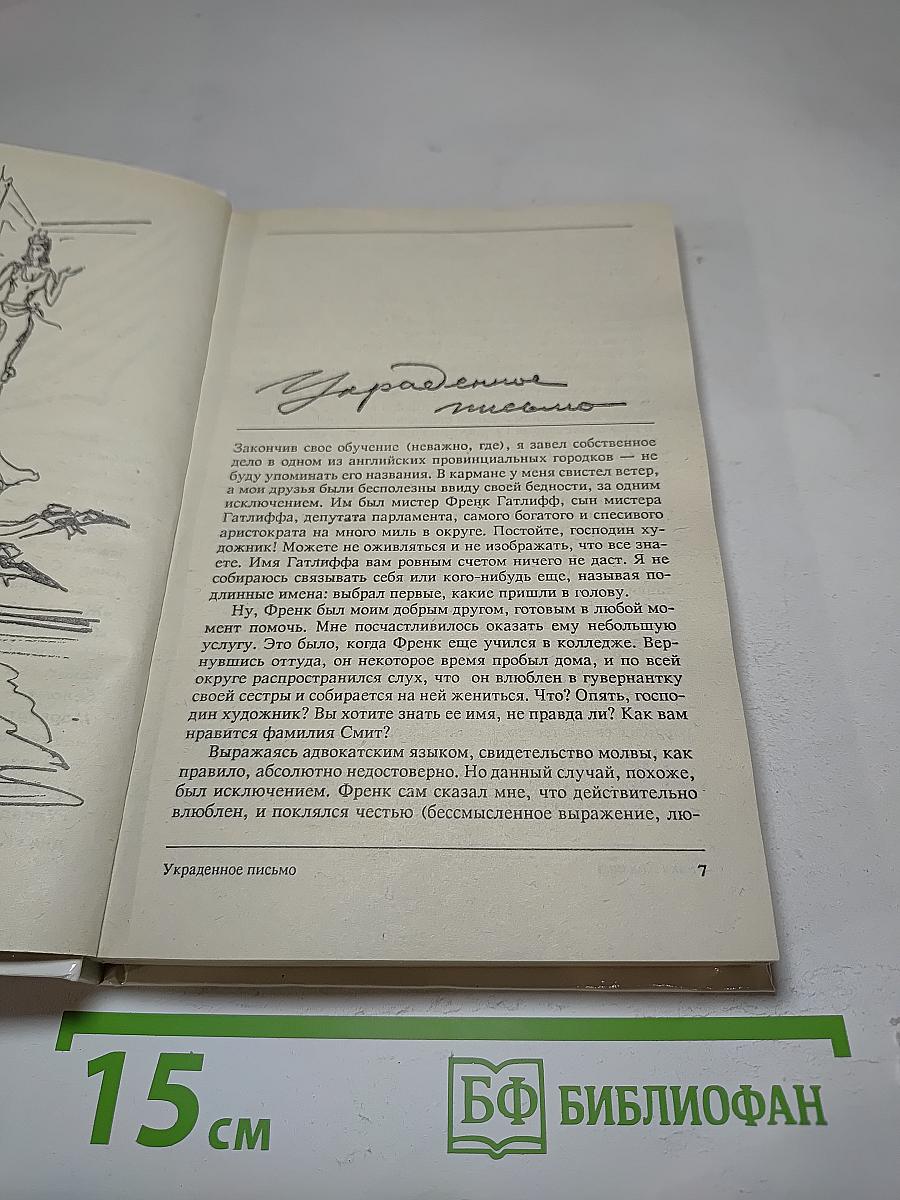 Украденное
письмо
Закончив свое обучение (неважно, где), я завел собственное
дело в одном из английских провинциальных городков — не
буду упоминать его названия. В кармане у меня свистел ветер,
а мои друзья были бесполезны ввиду своей бедности, за одним
исключением. Им был мистер Френк Гатлифф, сын мистера
Гатлиффа, депутата парламента, самого богатого и спесивого
аристократа на много миль в округе. Постойте, господин ху-
дожник! Можете не оживляться и не изображать, что все зна-
ете. Имя Гатлиффа вам ровным счетом ничего не даст. Я не
собираюсь связывать себя или кого-нибудь еще, называя по-
длинные имена: выбрал первые, какие пришли в голову.
Ну, Френк был моим добрым другом, готовым в любой мо-
мент помочь. Мне посчастливилось оказать ему небольшую
услугу. Это было, когда Френк еще учился в колледже. Вер-
нувшись оттуда, он некоторое время пробыл дома, и по всей
округе распространился слух, что он влюблен в гувернантку
своей сестры и собирается на ней жениться. Что? Опять, госпо-
дин художник? Вы хотите знать ее имя, не правда ли? Как вам
нравится фамилия Смит?
Выражаясь адвокатским языком, свидетельство молвы, как
правило, абсолютно недостоверно. Но данный случай, похоже,
был исключением. Френк сам сказал мне, что действительно
влюблен, и поклялся честью (бессмысленное выражение, лю-
Украденное письмо 7
15 см
БФ БИБЛИОФАН